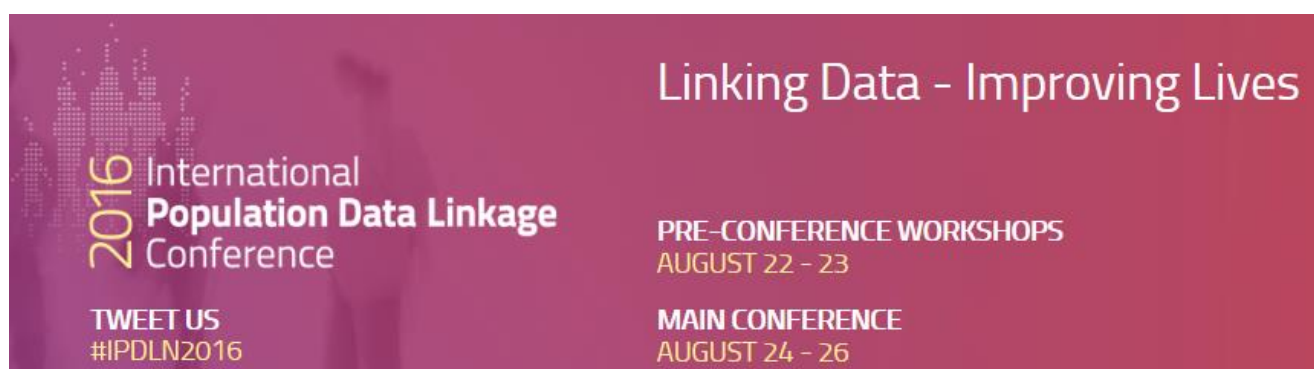 2016
International
Population Data Linkage
Conference
TWEET US
#IPDLN2016
Linking Data - Improving Lives
PRE-CONFERENCE WORKSHOPS
AUGUST 22 - 23
MAIN CONFERENCE
AUGUST 24 - 26